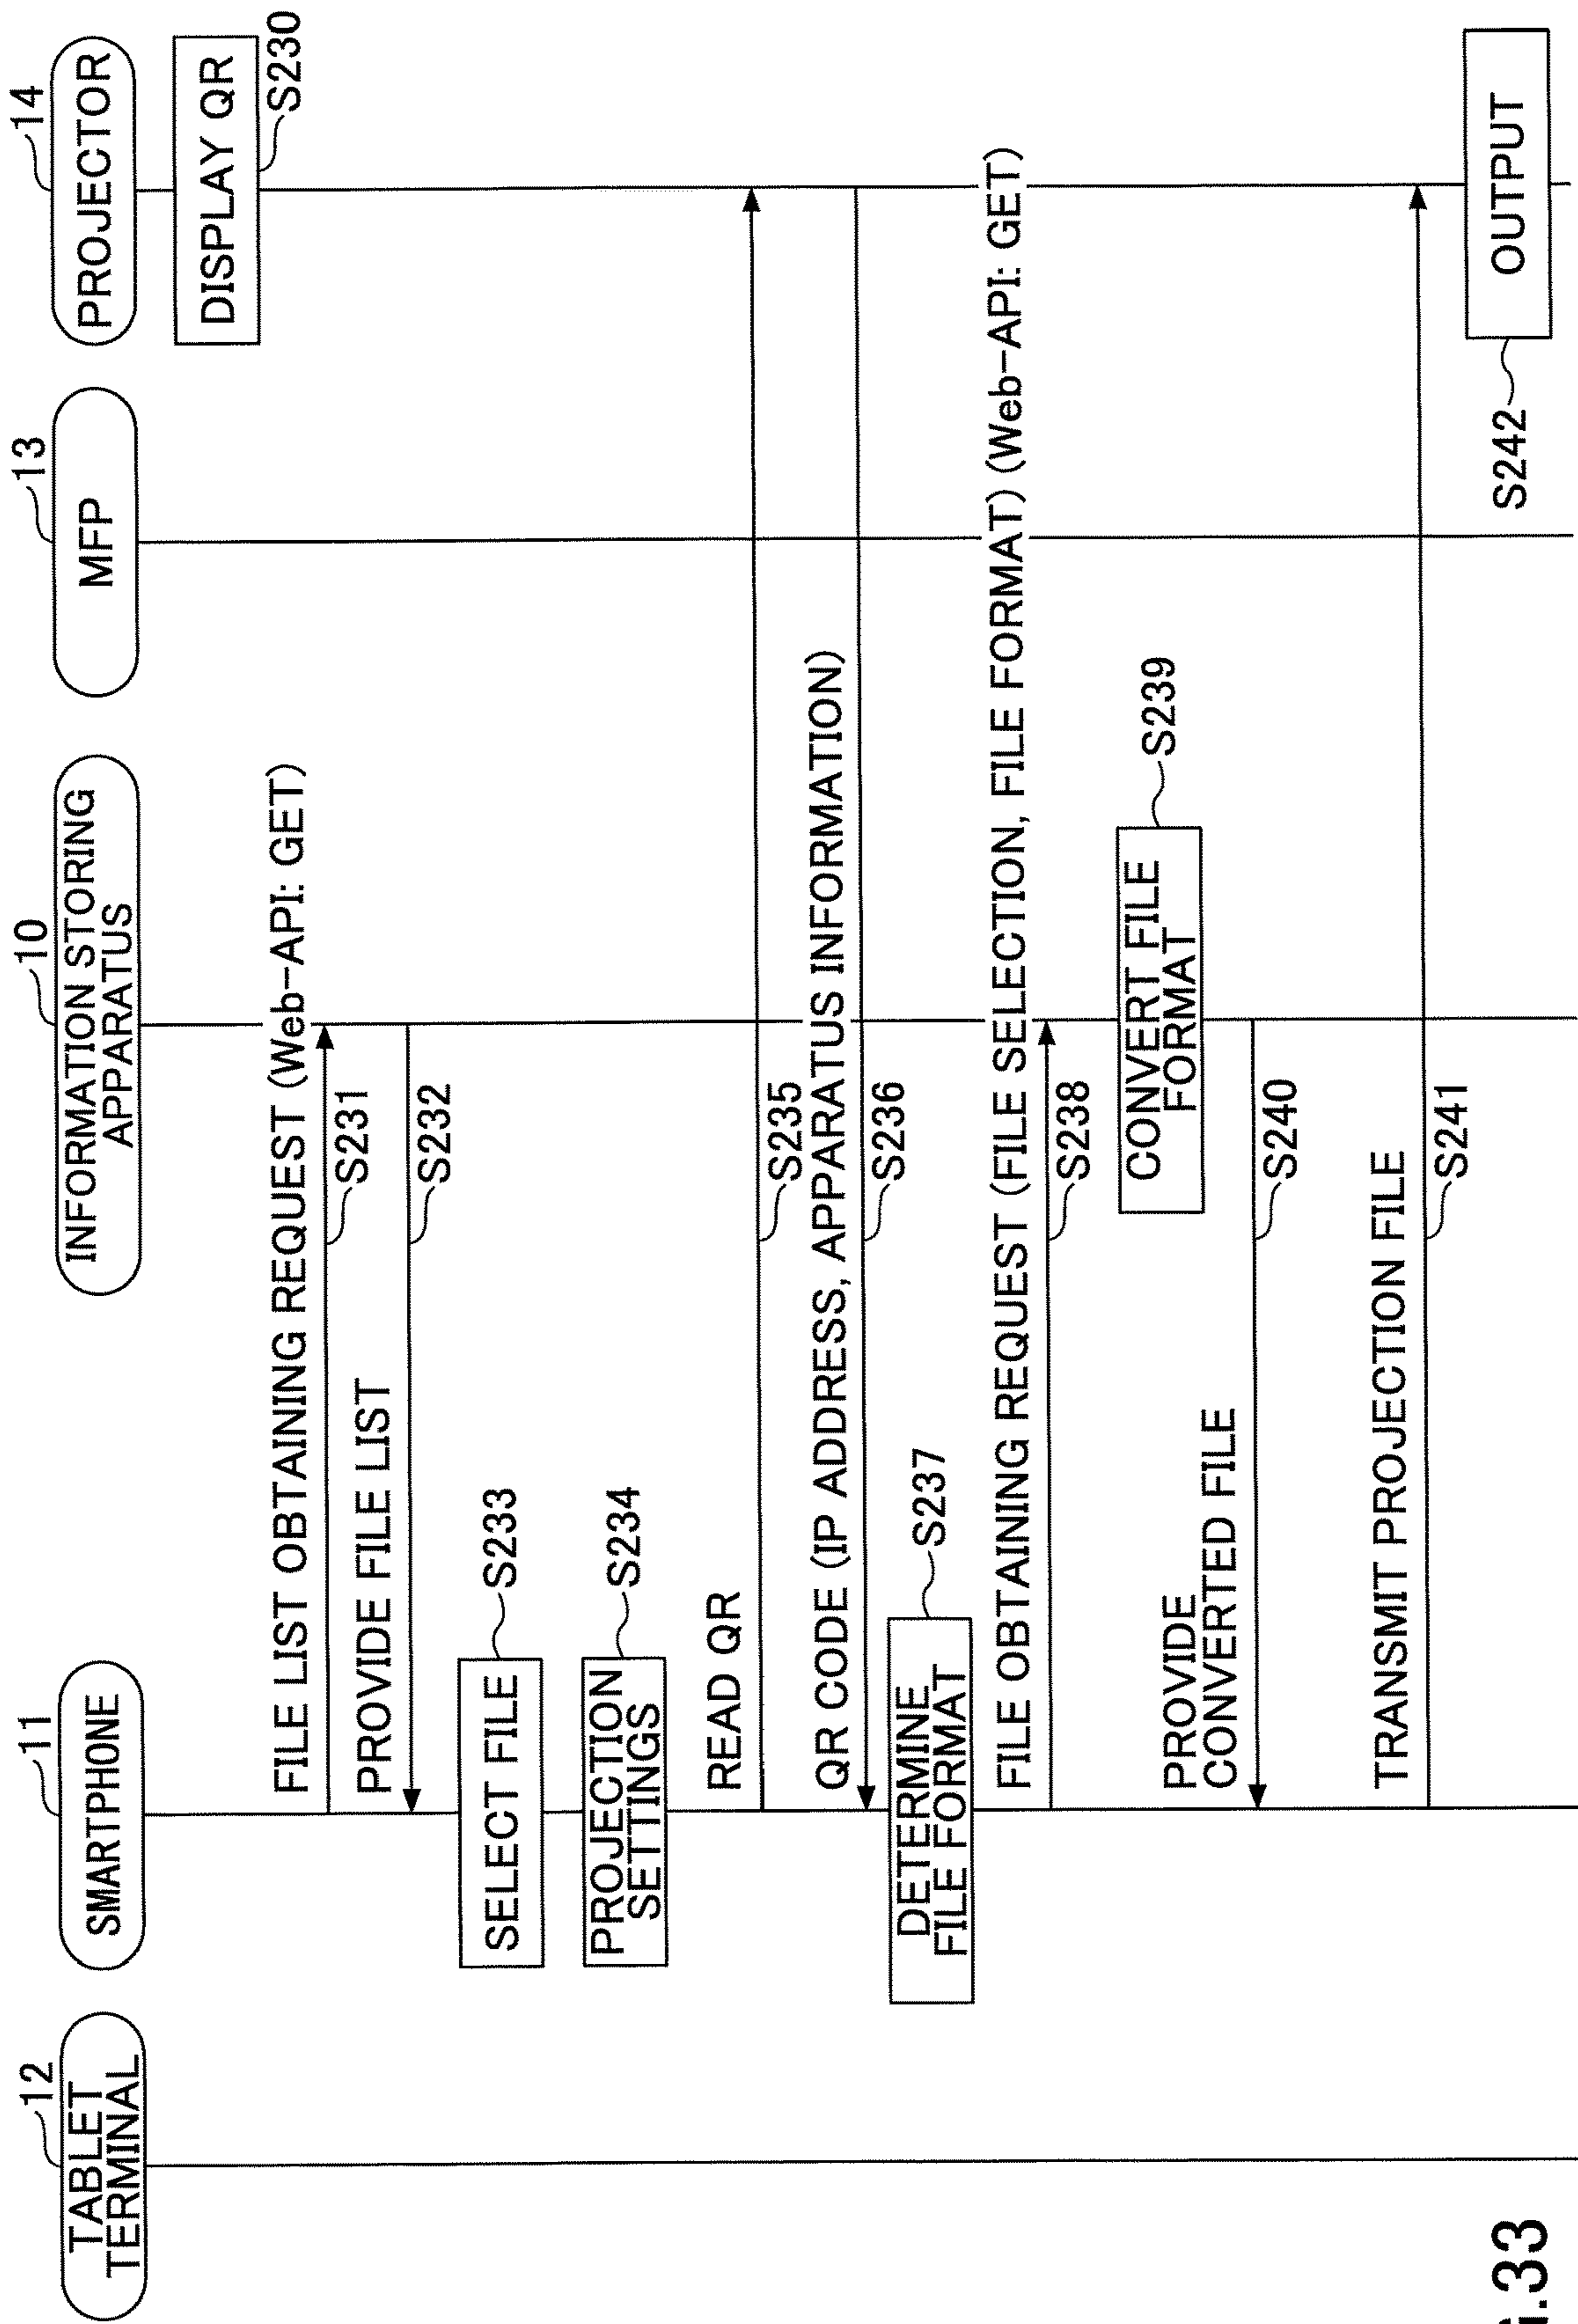 12
TABLET
TERMINAL
11
SMARTPHONE
10
INFORMATION STORING
APPARATUS
13
MFP
14
PROJECTOR
DISPLAY QR
S230
FILE LIST OBTAINING REQUEST (Web-API: GET)
S231
PROVIDE FILE LIST
S232
SELECT FILE
S233
PROJECTION
SETTINGS
S234
READ QR
S235
QR CODE (IP ADDRESS, APPARATUS INFORMATION)
S236
DETERMINE
FILE FORMAT
S237
FILE OBTAINING REQUEST (FILE SELECTION, FILE FORMAT) (Web-API: GET)
S238
CONVERT FILE
FORMAT
S239
PROVIDE
CONVERTED FILE
S240
TRANSMIT PROJECTION FILE
S241
OUTPUT
S242
.33